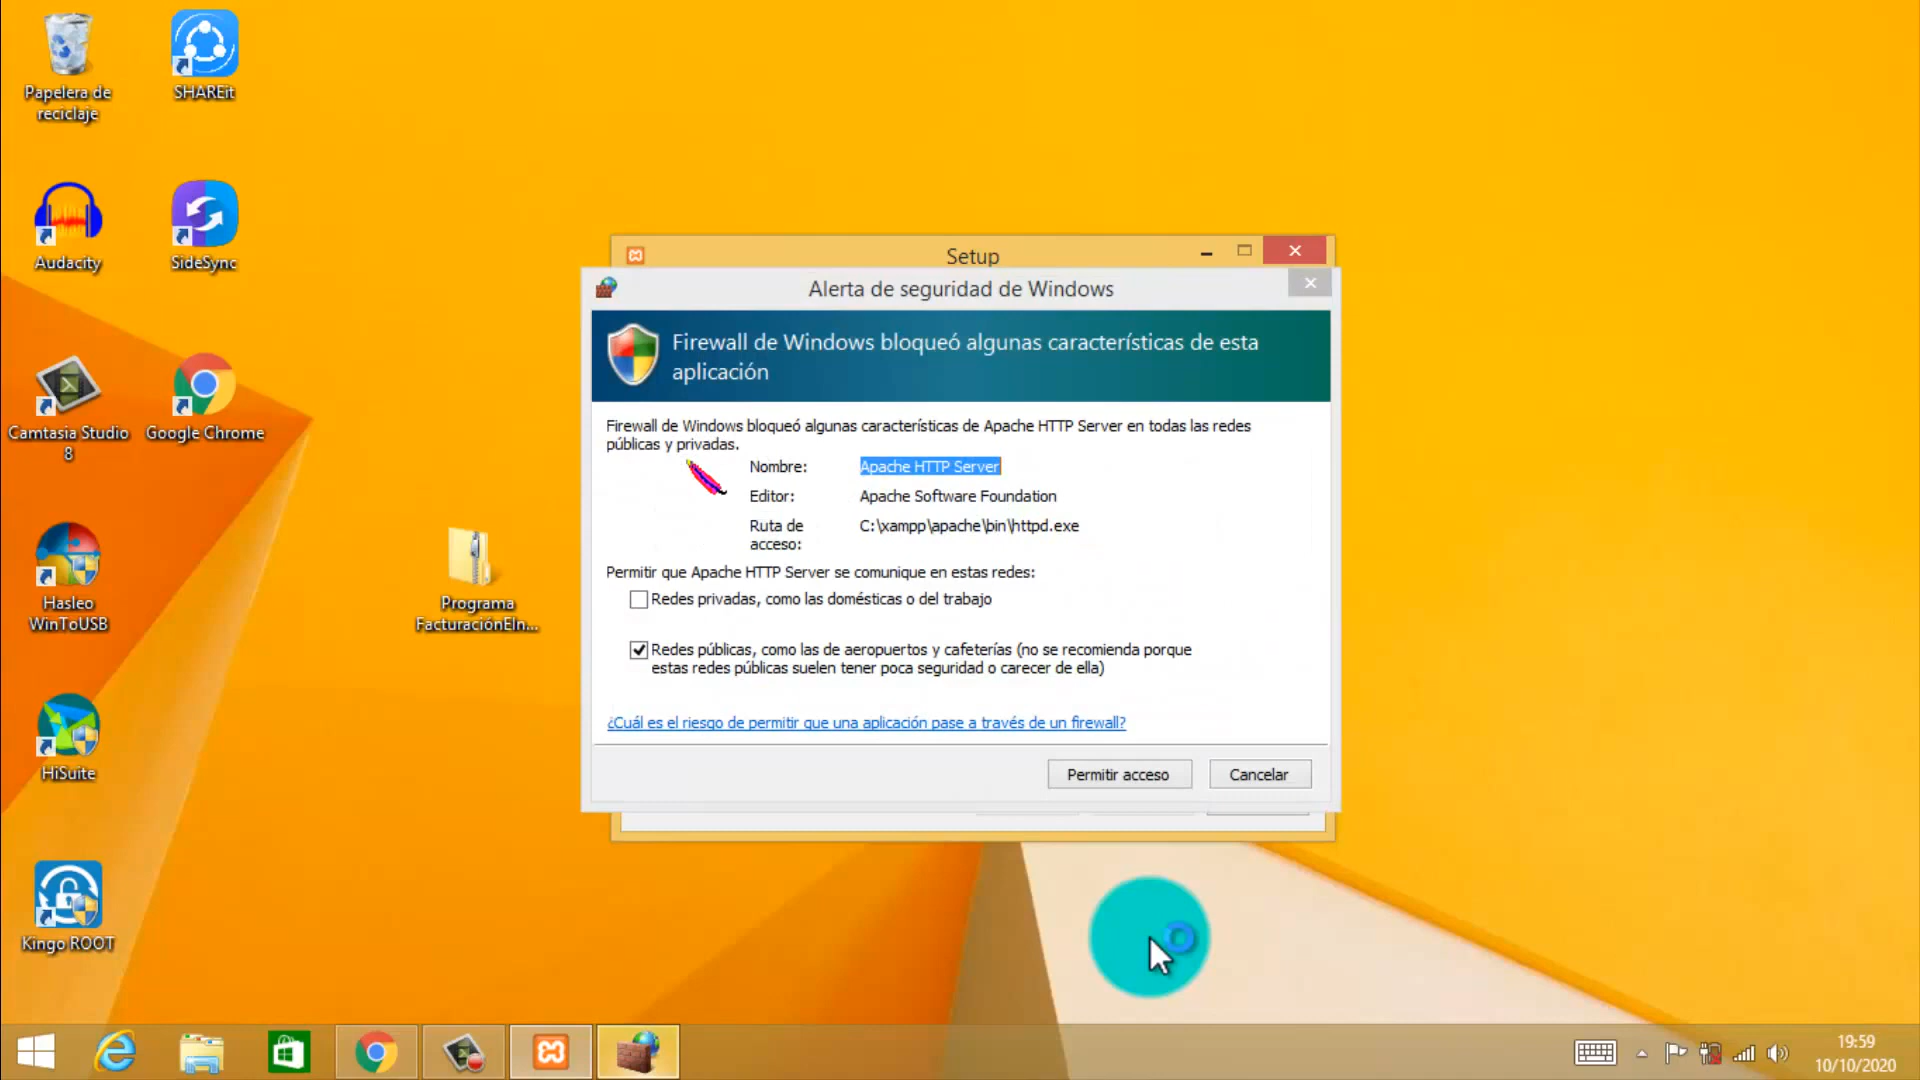 Papelera de
reciclaje
SHAREit
Audacity
SideSync
Camtasia Studio
8
Google Chrome
Hasleo
WinToUSB
Programa
FacturaciónEIn...
HiSuite
Kingo ROOT
Setup
Alerta de seguridad de Windows
Firewall de Windows bloqueó algunas características de esta
aplicación
Firewall de Windows bloqueó algunas características de Apache HTTP Server en todas las redes
públicas y privadas.
Nombre: Apache HTTP Server
Editor: Apache Software Foundation
Ruta de
acceso: C:\xampp\apache\bin\httpd.exe
Permitir que Apache HTTP Server se comunique en estas redes:
Redes privadas, como las domésticas o del trabajo
Redes públicas, como las de aeropuertos y cafeterías (no se recomienda porque
estas redes públicas suelen tener poca seguridad o carecer de ella)
¿Cuál es el riesgo de permitir que una aplicación pase a través de un firewall?
Permitir acceso
Cancelar
19:59
10/10/2020